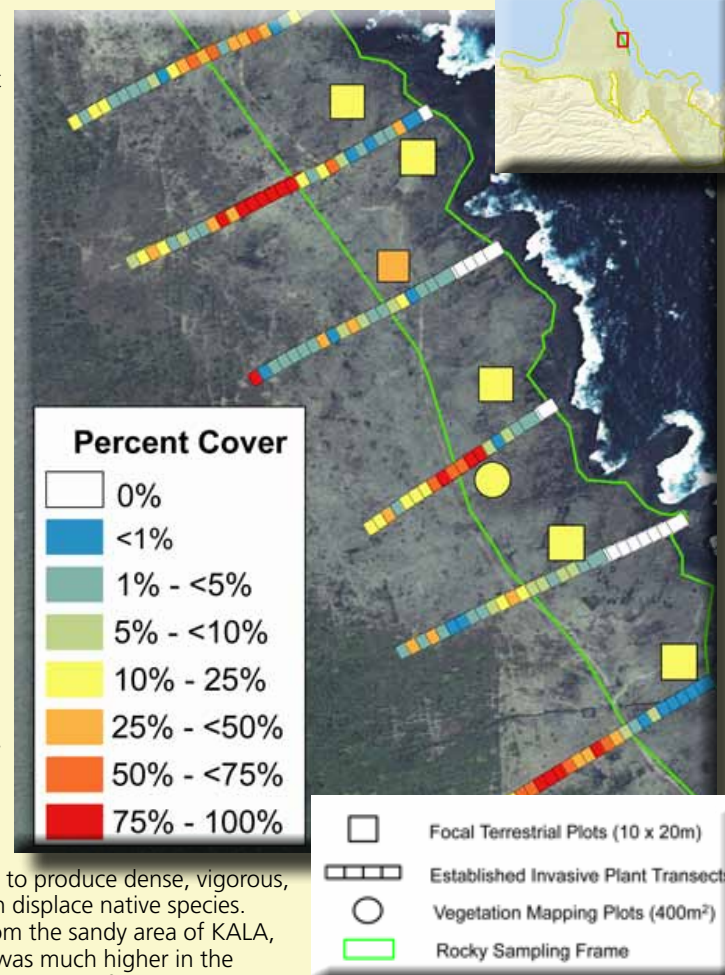 Percent Cover
0%
<1%
1% - <5%
5% - <10%
10% - 25%
25% - <50%
50% - <75%
75% - 100%
Focal Terrestrial Plots (10 x 20m)
Established Invasive Plant Transects
Vegetation Mapping Plots (400m²)
Rocky Sampling Frame
to produce dense, vigorous,
displace native species.
from the sandy area of KALA,
was much higher in the